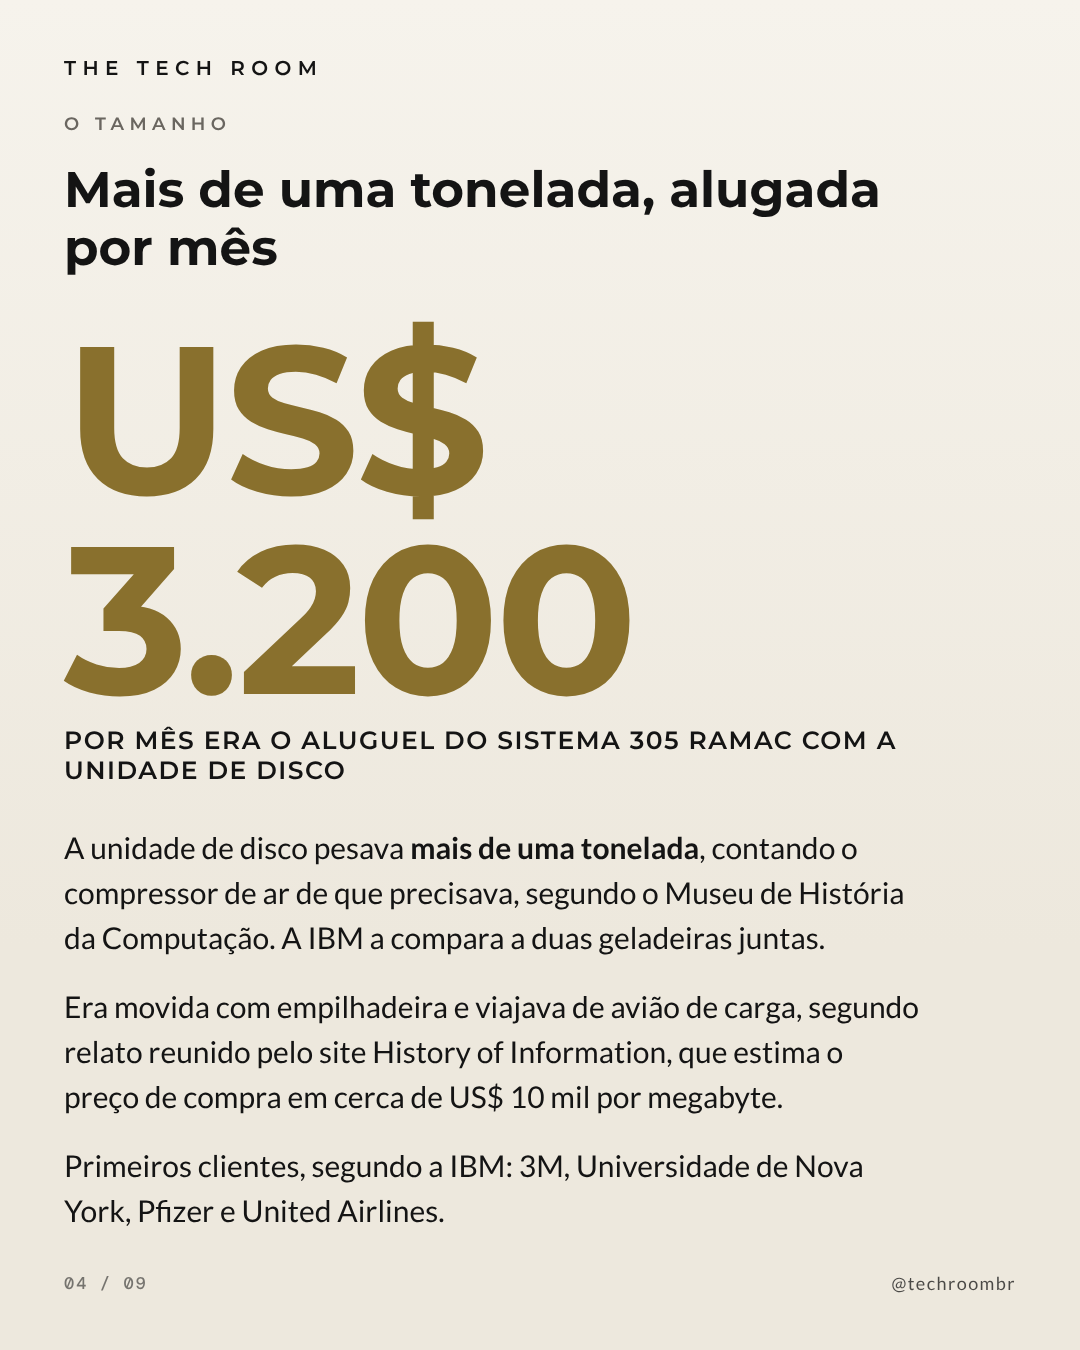 THE TECH ROOM
O TAMANHO
Mais de uma tonelada, alugada
por mês
US$
3.200
POR MÊS ERA O ALUGUEL DO SISTEMA 305 RAMAC COM A
UNIDADE DE DISCO
A unidade de disco pesava mais de uma tonelada, contando o
compressor de ar de que precisava, segundo o Museu de História
da Computação. A IBM a compara a duas geladeiras juntas.
Era movida com empilhadeira e viajava de avião de carga, segundo
relato reunido pelo site History of Information, que estima o
preço de compra em cerca de US$ 10 mil por megabyte.
Primeiros clientes, segundo a IBM: 3M, Universidade de Nova
York, Pfizer e United Airlines.
04 / 09
@techroombr